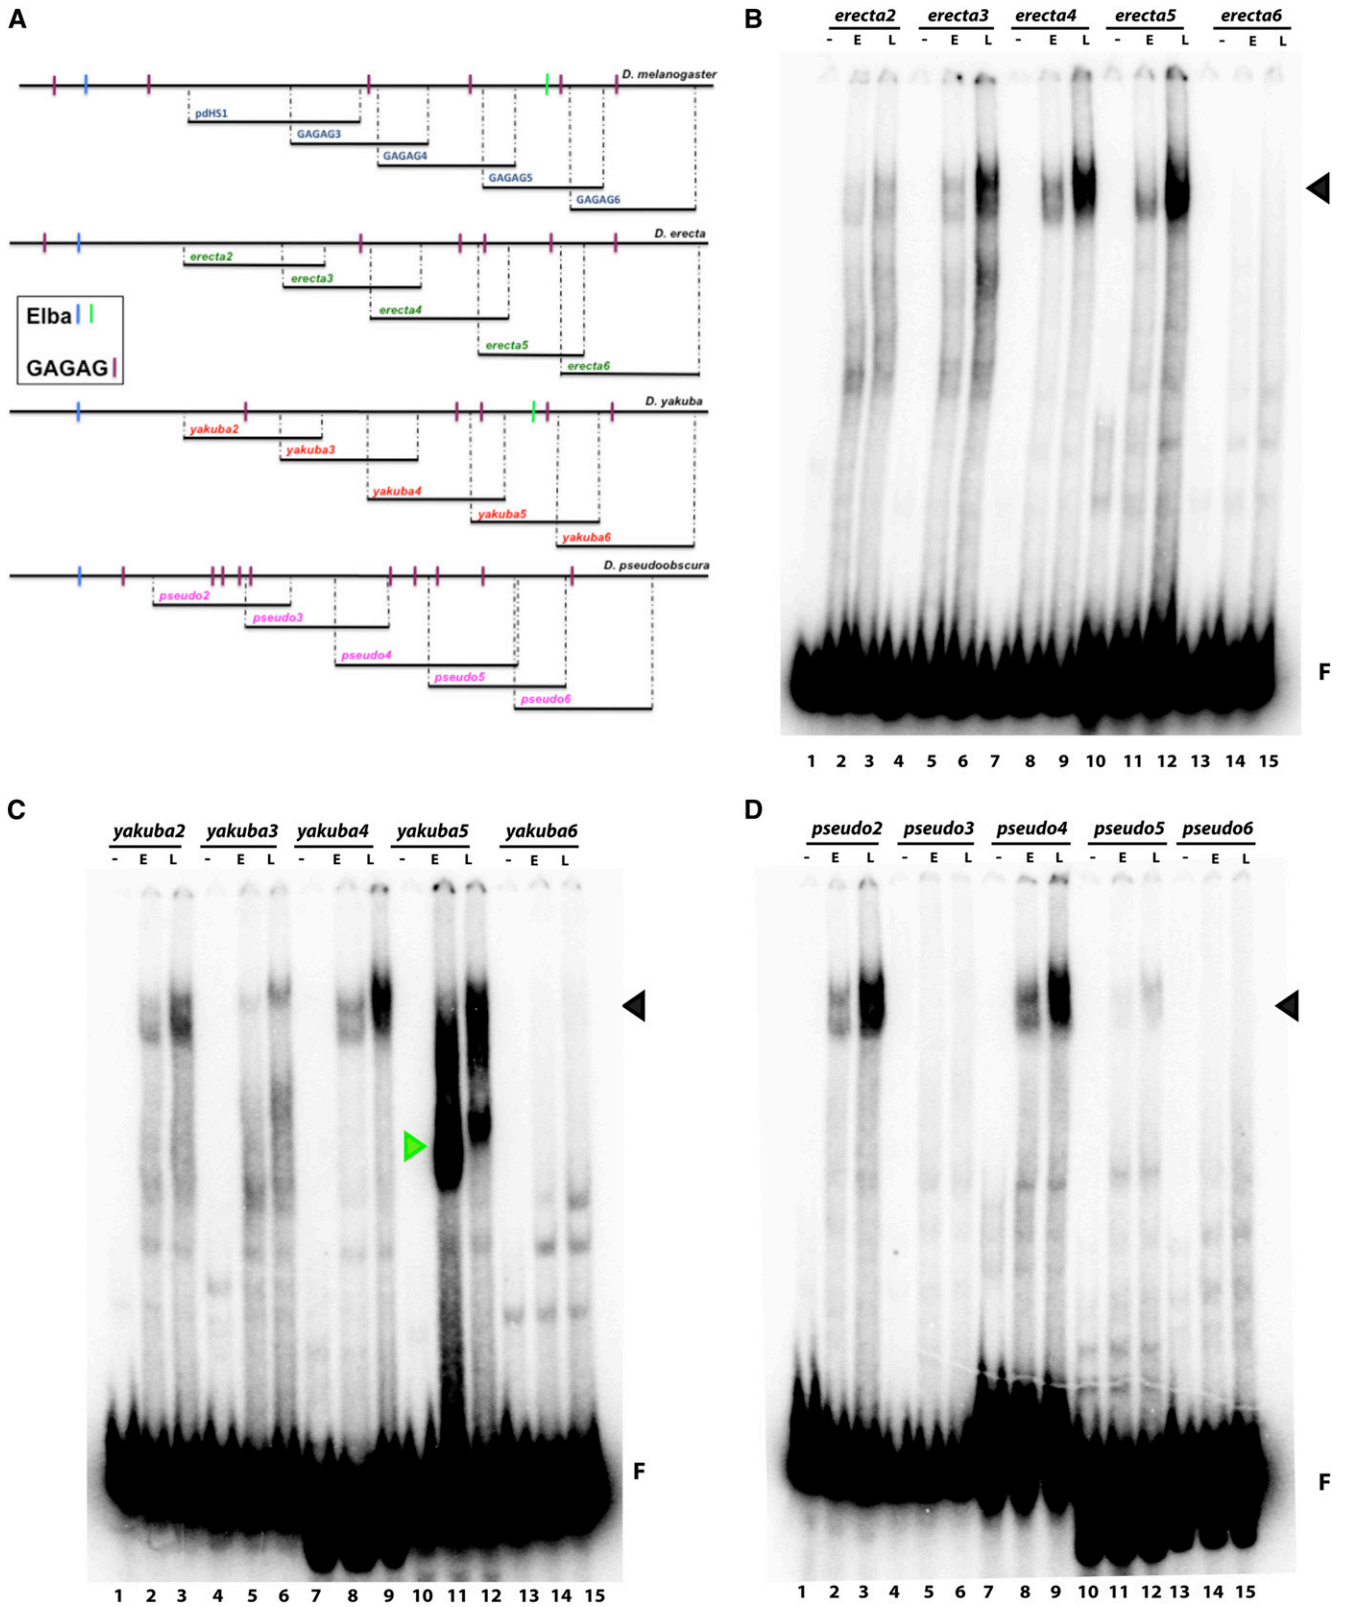 A
D. melanogaster
pdHS1
GAGAG3
GAGAG4
GAGAG5
GAGAG6
D. erecta
erecta2
erecta3
erecta4
erecta5
erecta6
Elba
GAGAG
D. yakuba
yakuba2
yakuba3
yakuba4
yakuba5
yakuba6
D. pseudoobscura
pseudo2
pseudo3
pseudo4
pseudo5
pseudo6
B
erecta2 erecta3 erecta4 erecta5 erecta6
- E L - E L - E L - E L - E L
F
1 2 3 4 5 6 7 8 9 10 11 12 13 14 15
C
yakuba2 yakuba3 yakuba4 yakuba5 yakuba6
- E L - E L - E L - E L - E L
F
1 2 3 4 5 6 7 8 9 10 11 12 13 14 15
D
pseudo2 pseudo3 pseudo4 pseudo5 pseudo6
- E L - E L - E L - E L - E L
F
1 2 3 4 5 6 7 8 9 10 11 12 13 14 15